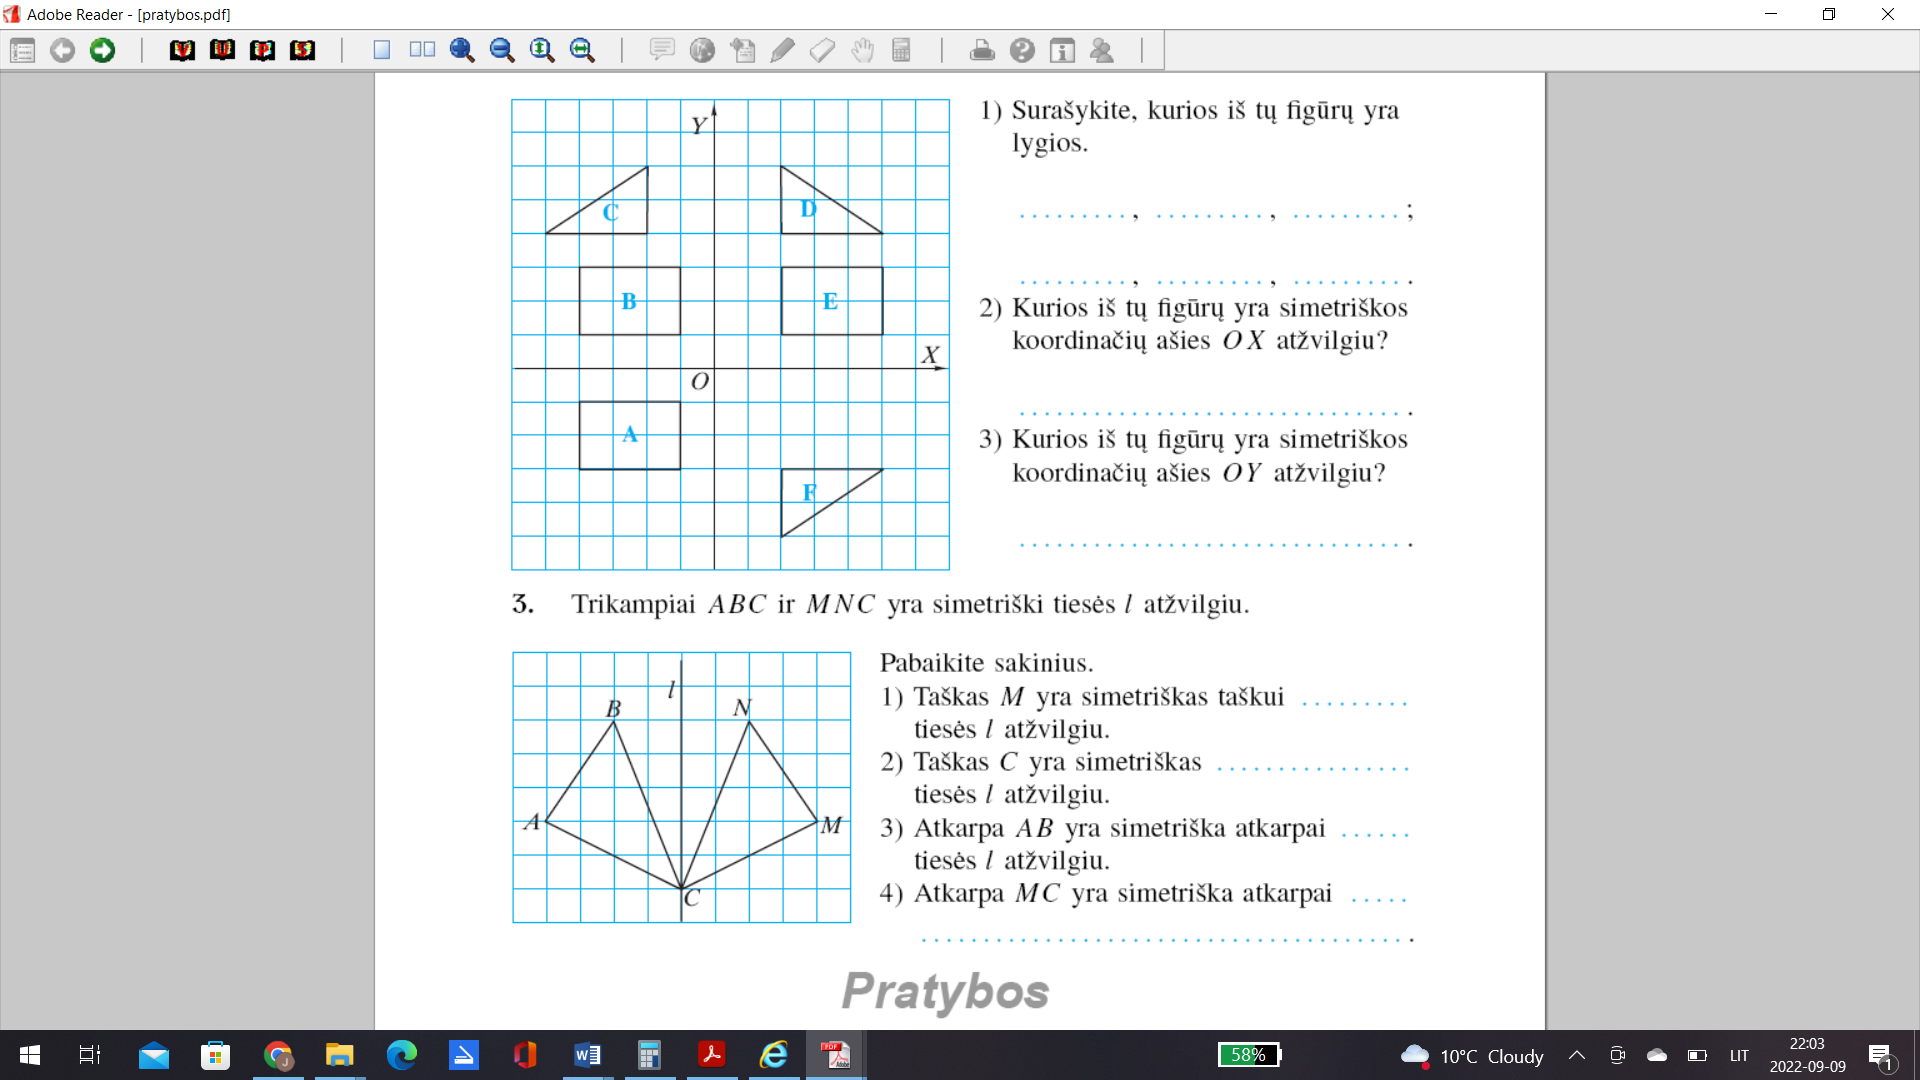 Adobe Reader - [pratybos.pdf]
V U P S
Y
C
D
B
E
X
O
A
F
1) Surašykite, kurios iš tų figūrų yra
lygios.
........., ........., .........;
........., ........., ..........
2) Kurios iš tų figūrų yra simetriškos
koordinačių ašies OX atžvilgiu?
................................
3) Kurios iš tų figūrų yra simetriškos
koordinačių ašies OY atžvilgiu?
................................
3. Trikampiai ABC ir MNC yra simetriški tiesės l atžvilgiu.
l
B
N
A
M
C
Pabaikite sakinius.
1) Taškas M yra simetriškas taškui .........
tiesės l atžvilgiu.
2) Taškas C yra simetriškas ................
tiesės l atžvilgiu.
3) Atkarpa AB yra simetriška atkarpai ......
tiesės l atžvilgiu.
4) Atkarpa MC yra simetriška atkarpai .....
........................................
Pratybos
58%
10°C Cloudy
LIT
22:03
2022-09-09
1